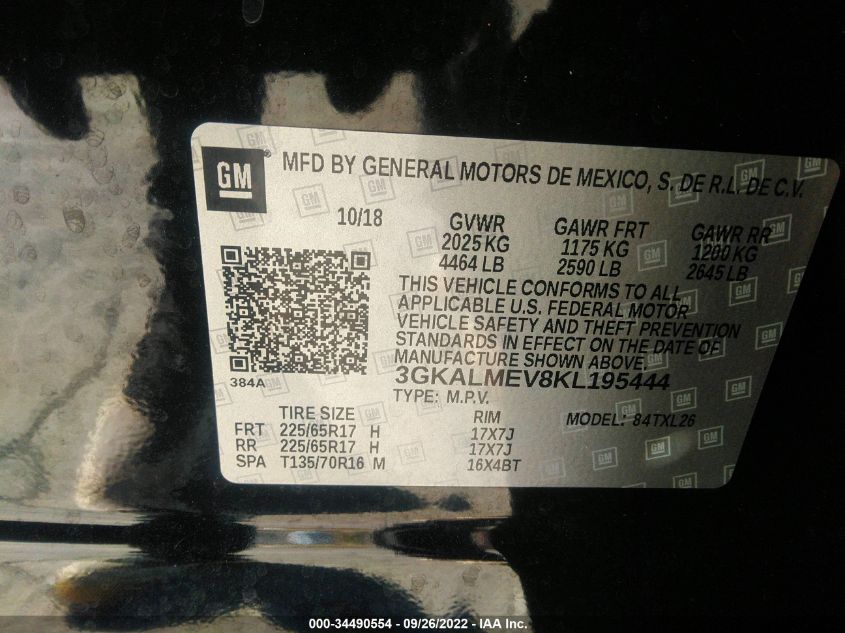 GM
MFD BY GENERAL MOTORS DE MEXICO, S. DE R.L. DE C.V.
10/18 GVWR GAWR FRT GAWR RR
2025 KG 1175 KG 1200 KG
4464 LB 2590 LB 2645 LB
THIS VEHICLE CONFORMS TO ALL
APPLICABLE U.S. FEDERAL MOTOR
VEHICLE SAFETY AND THEFT PREVENTION
STANDARDS IN EFFECT ON THE DATE OF
MANUFACTURE SHOWN ABOVE.
384A
3GKALMEV8KL195444
TYPE: M.P.V. MODEL: 84TXL26
TIRE SIZE RIM
FRT 225/65R17 H 17X7J
RR 225/65R17 H 17X7J
SPA T135/70R16 M 16X4BT
000-34490554 - 09/26/2022 - IAA Inc.